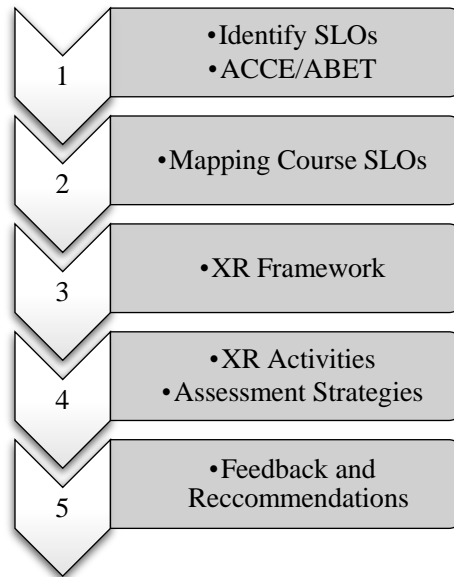 1
•Identify SLOs
•ACCE/ABET
2
•Mapping Course SLOs
3
•XR Framework
4
•XR Activities
•Assessment Strategies
5
•Feedback and
Reccommendations